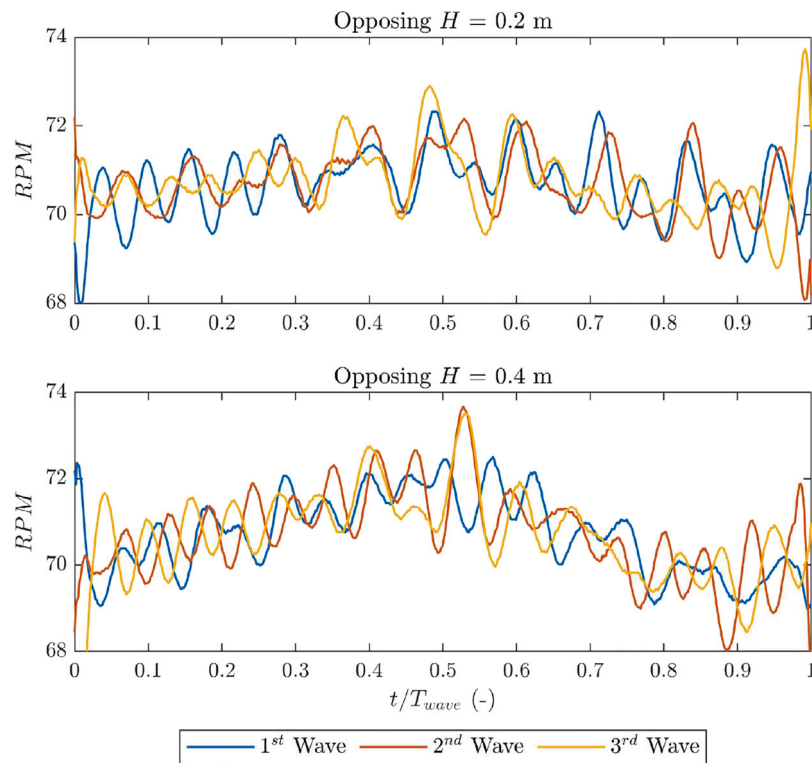 Opposing H = 0.2 m
74
72
70
68
RPM
0 0.1 0.2 0.3 0.4 0.5 0.6 0.7 0.8 0.9 1
Opposing H = 0.4 m
74
72
70
68
RPM
0 0.1 0.2 0.3 0.4 0.5 0.6 0.7 0.8 0.9 1
t/T_wave (-)
1st Wave 2nd Wave 3rd Wave